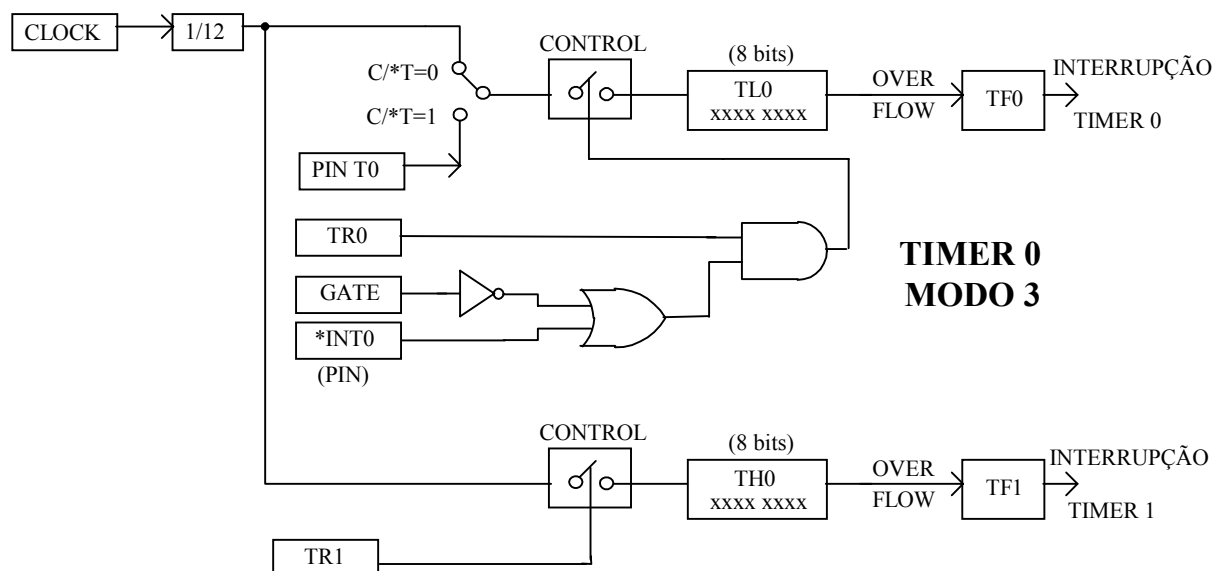 CLOCK
1/12
C/*T=0
C/*T=1
PIN T0
CONTROL
(8 bits)
TL0
xxxx xxxx
OVER
FLOW
TF0
INTERRUPÇÃO
TIMER 0
TR0
GATE
*INT0
(PIN)
TIMER 0
MODO 3
CONTROL
(8 bits)
TH0
xxxx xxxx
OVER
FLOW
TF1
INTERRUPÇÃO
TIMER 1
TR1